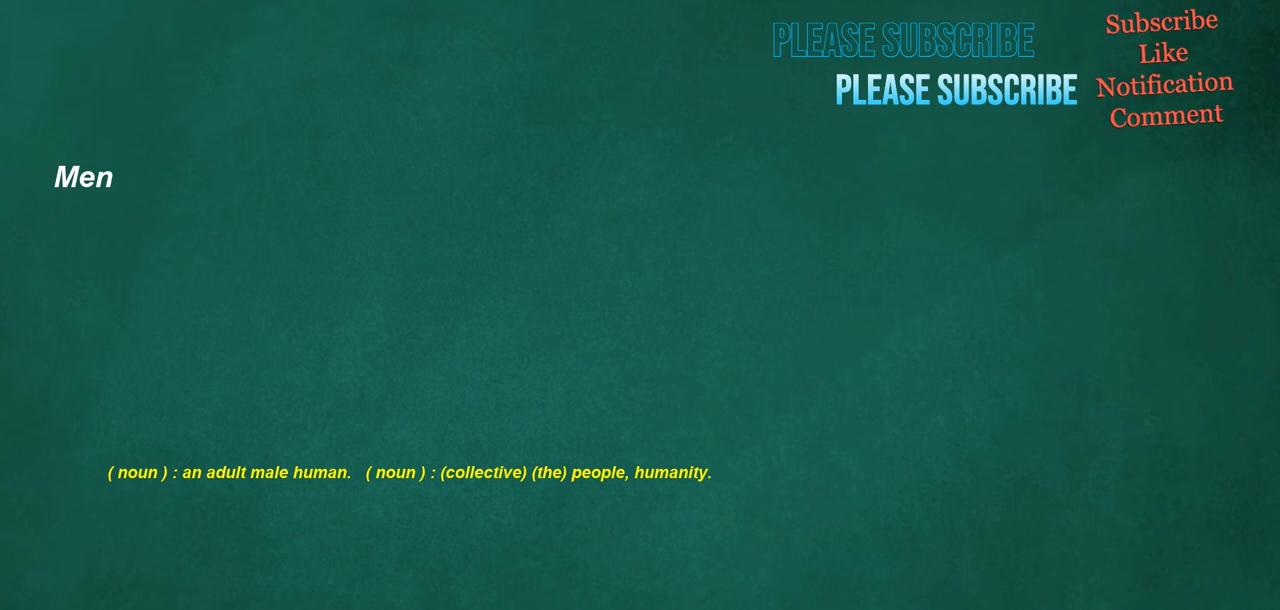 PLEASE SUBSCRIBE
PLEASE SUBSCRIBE
Subscribe
Like
Notification
Comment
Men
( noun ) : an adult male human.   ( noun ) : (collective) (the) people, humanity.